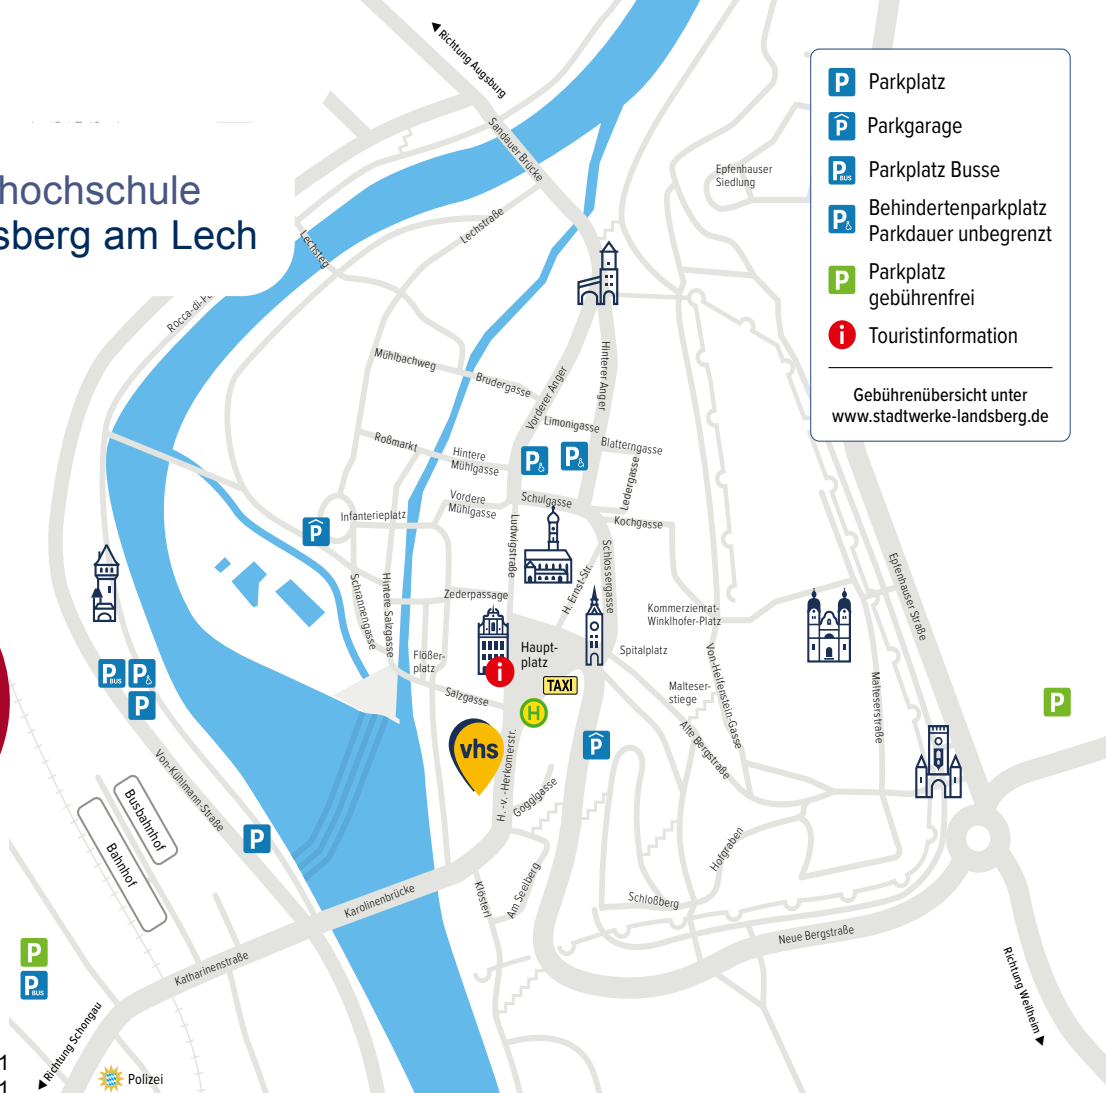 Richtung Augsburg
Sandauer Brücke
P Parkplatz
P Parkgarage
P BUS Parkplatz Busse
P Behindertenparkplatz
Parkdauer unbegrenzt
P Parkplatz
gebührenfrei
i Touristinformation
Gebührenübersicht unter
www.stadtwerke-landsberg.de
hochschule
sberg am Lech
Epfenhauser
Siedlung
Lechstraße
Lechsteg
Mühlbachweg
Brudergasse
Vorderer Anger
Hinterer Anger
Limonigasse
Blatterngasse
Roßmarkt
Hintere
Mühlgasse
P
P
Ledergasse
Vordere
Mühlgasse
Schulgasse
Kochgasse
Infanterieplatz
P
Ludwigstraße
Schlossergasse
H. Ernst-Str.
Epfenhauser Straße
Schrannengasse
Hintere Salzgasse
Zederpassage
Kommerzienrat-
Winklhofer-Platz
Haupt-
platz
Spitalplatz
Flößer-
platz
i
TAXI
H
Salzgasse
Malteser-
stiege
Von-Helfenstein-Gasse
Malteserstraße
P BUS
P
P
P
vhs
P
Alte Bergstraße
H.-v.-Herkomerstr.
Gogglgasse
Von-Kühlmann-Straße
Busbahnhof
Bahnhof
P
Hofgraben
Am Seelberg
Klösterl
Schloßberg
Karolinenbrücke
Neue Bergstraße
Katharinenstraße
P
P BUS
Richtung Schongau
Richtung Weilheim
Polizei
1
1